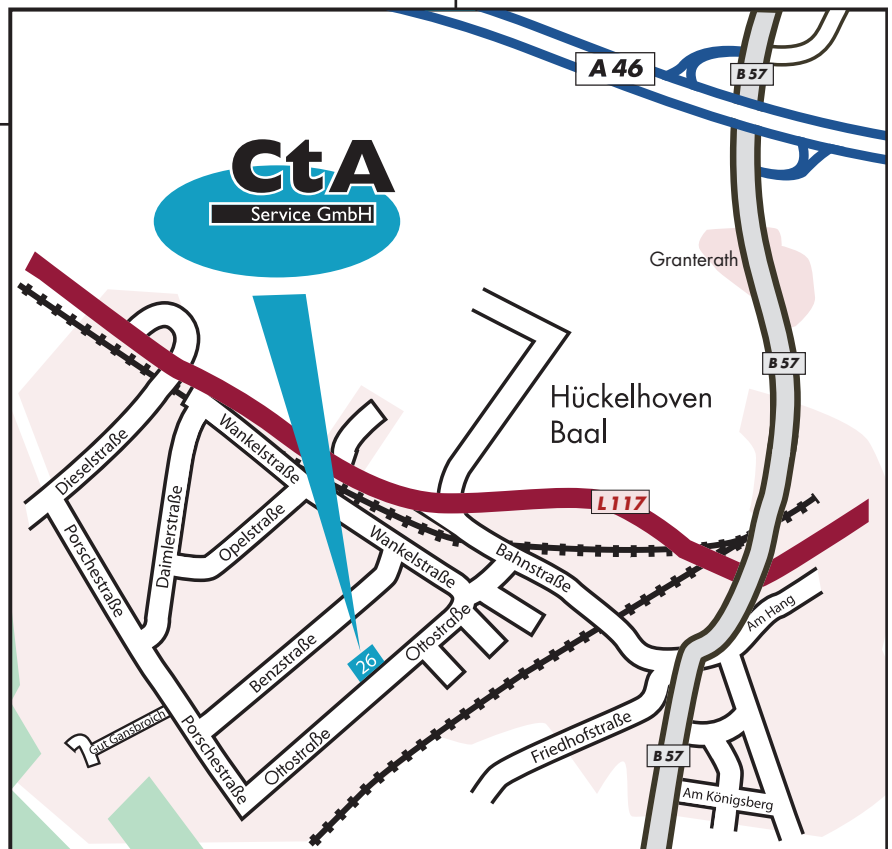 A 46
B 57
CtA
Service GmbH
Granterath
B 57
Hückelhoven
Baal
Wankelstraße
Dieselstraße
L 117
Daimlerstraße
Opelstraße
Wankelstraße
Bahnstraße
Porschestraße
Am Hang
Ottostraße
Benzstraße
26
Gut Gansbroich
Porschestraße
Ottostraße
Friedhofstraße
B 57
Am Königsberg